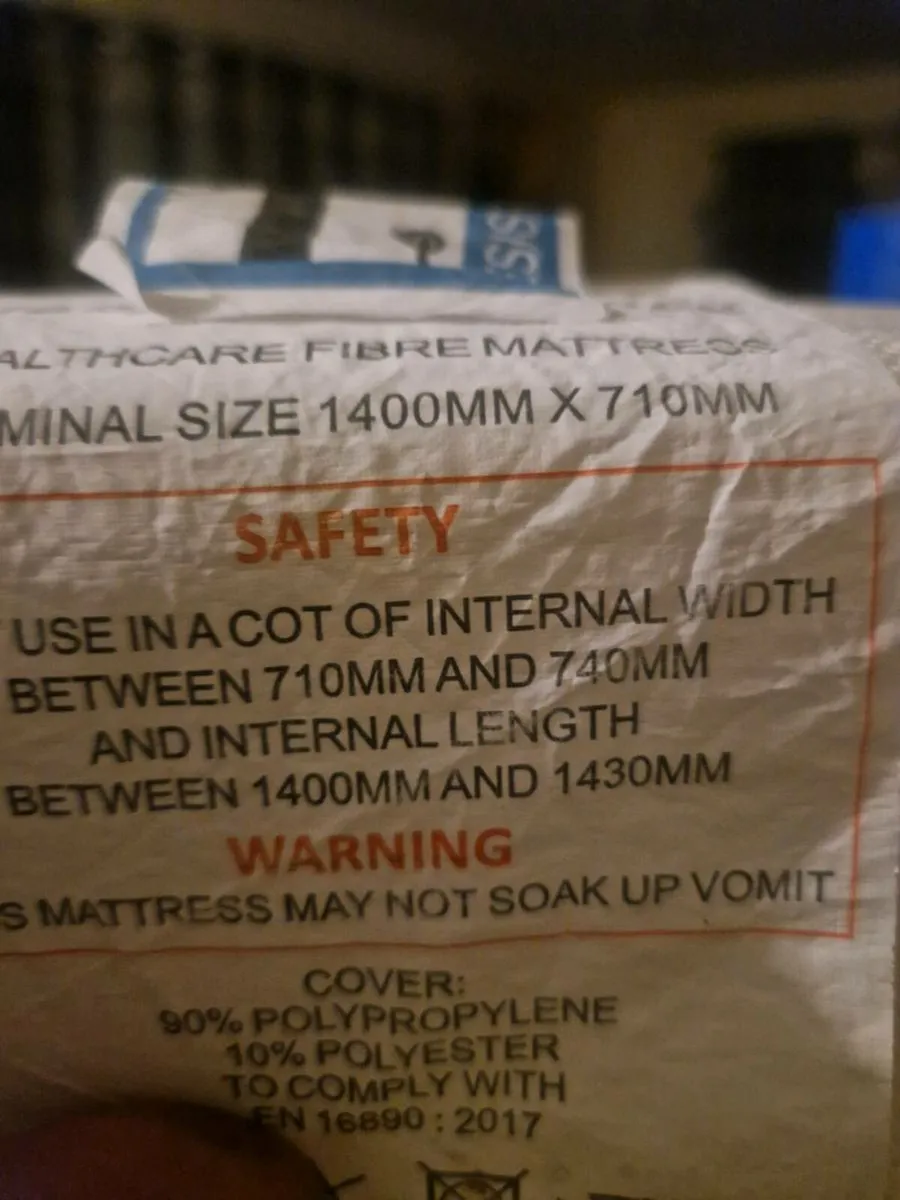 ALTHCARE FIBRE MATTRESS
MINAL SIZE 1400MM X 710MM
SAFETY
USE IN A COT OF INTERNAL WIDTH
BETWEEN 710MM AND 740MM
AND INTERNAL LENGTH
BETWEEN 1400MM AND 1430MM
WARNING
S MATTRESS MAY NOT SOAK UP VOMIT
COVER:
90% POLYPROPYLENE
10% POLYESTER
TO COMPLY WITH
EN 16890 : 2017